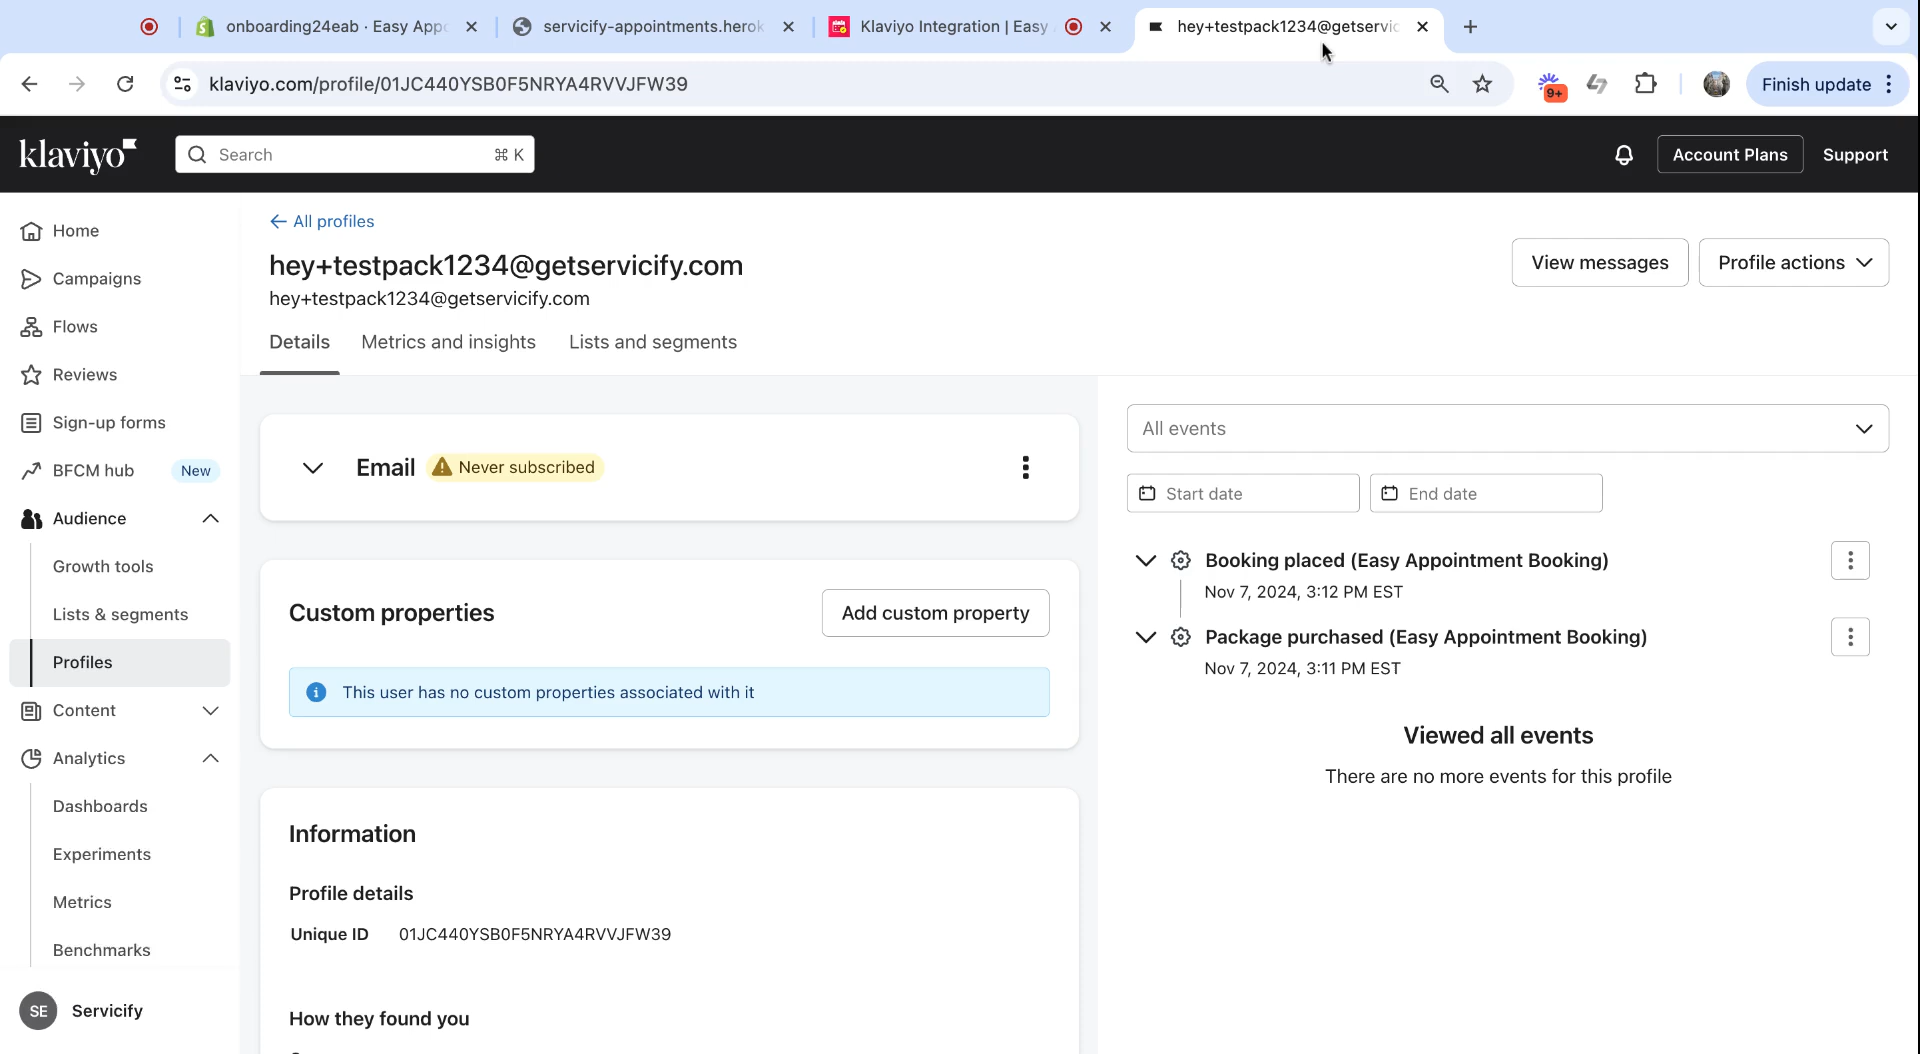 onboarding24eab · Easy Appo
servicify-appointments.herok
Klaviyo Integration | Easy
hey+testpack1234@getservic
klaviyo.com/profile/01JC440YSB0F5NRYA4RVVJFW39
9+
Finish update
klaviyo
Search
⌘ K
Account Plans
Support
Home
Campaigns
Flows
Reviews
Sign-up forms
BFCM hub
New
Audience
Growth tools
Lists & segments
Profiles
Content
Analytics
Dashboards
Experiments
Metrics
Benchmarks
SE
Servicify
All profiles
hey+testpack1234@getservicify.com
hey+testpack1234@getservicify.com
View messages
Profile actions
Details
Metrics and insights
Lists and segments
Email
Never subscribed
Custom properties
Add custom property
This user has no custom properties associated with it
Information
Profile details
Unique ID
01JC440YSB0F5NRYA4RVVJFW39
How they found you
All events
Start date
End date
Booking placed (Easy Appointment Booking)
Nov 7, 2024, 3:12 PM EST
Package purchased (Easy Appointment Booking)
Nov 7, 2024, 3:11 PM EST
Viewed all events
There are no more events for this profile